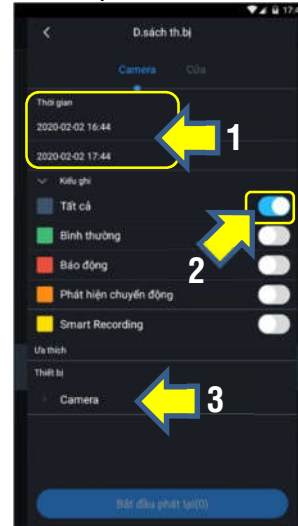 17:4
D.sách th.bị
Camera Cửa
Thời gian
2020-02-02 16:44
1
2020-02-02 17:44
Kiểu ghi
Tất cả
Bình thường
2
Báo động
Phát hiện chuyển động
Smart Recording
Ưa thích
Thiết bị
Camera
3
Bắt đầu phát lại(0)